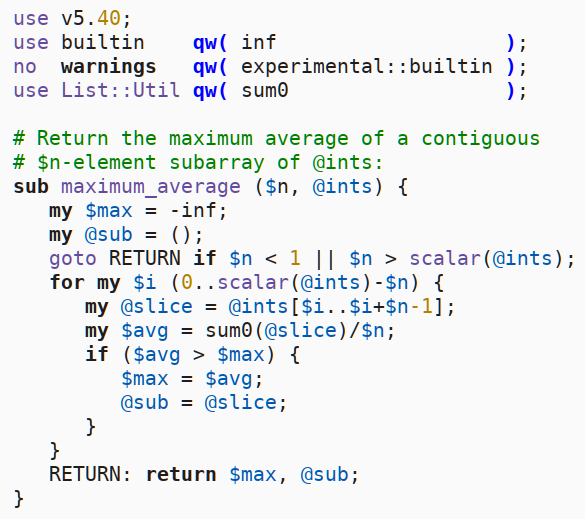 use v5.40;
use builtin    qw( inf                   );
no  warnings   qw( experimental::builtin );
use List::Util qw( sum0                  );

# Return the maximum average of a contiguous
# $n-element subarray of @ints:
sub maximum_average ($n, @ints) {
   my $max = -inf;
   my @sub = ();
   goto RETURN if $n < 1 || $n > scalar(@ints);
   for my $i (0..scalar(@ints)-$n) {
      my @slice = @ints[$i..$i+$n-1];
      my $avg = sum0(@slice)/$n;
      if ($avg > $max) {
         $max = $avg;
         @sub = @slice;
      }
   }
   RETURN: return $max, @sub;
}